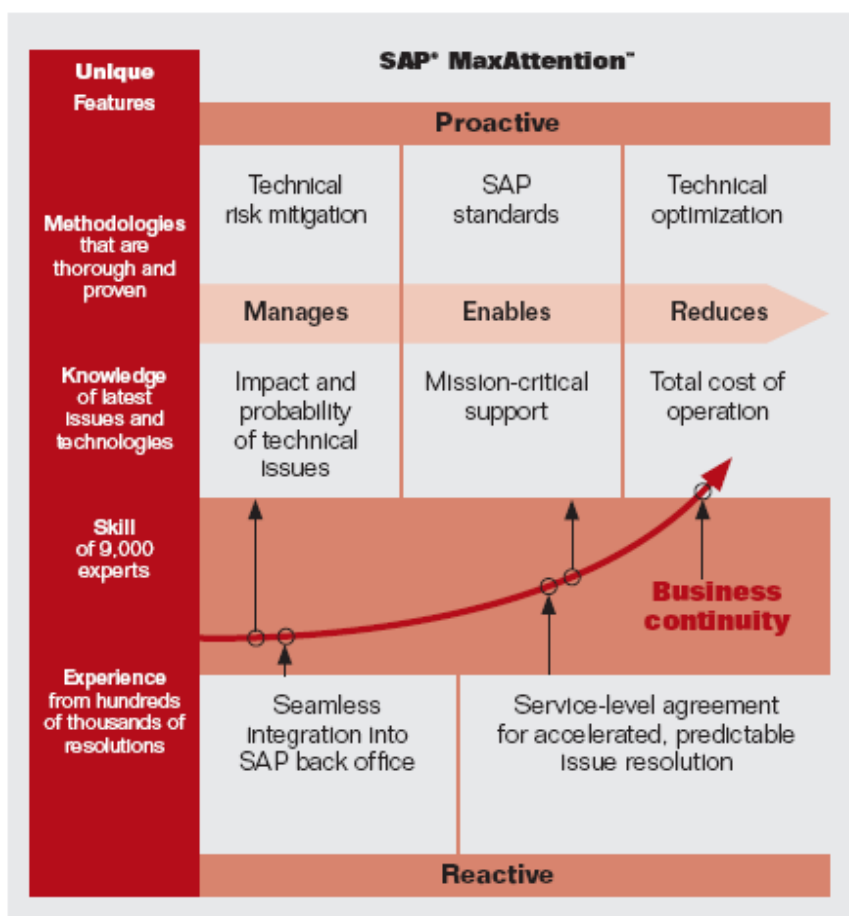 Unique
Features
Methodologies
that are
thorough and
proven
Knowledge
of latest
issues and
technologies
Skill
of 9,000
experts
Experience
from hundreds
of thousands of
resolutions
SAP® MaxAttention™
Proactive
Technical
risk mitigation
SAP
standards
Technical
optimization
Manages
Enables
Reduces
Impact and
probability
of technical
issues
Mission-critical
support
Total cost of
operation
Business
continuity
Seamless
integration into
SAP back office
Service-level agreement
for accelerated, predictable
issue resolution
Reactive